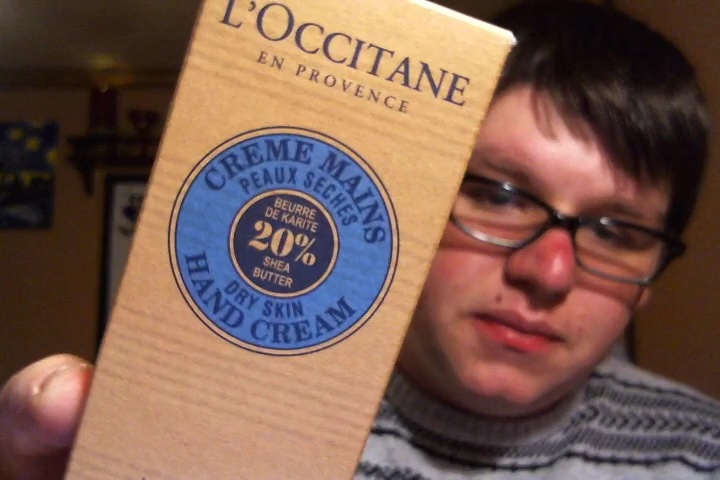 L'OCCITANE
EN PROVENCE
CREME MAINS
PEAUX SECHES
BEURRE
DE KARITE
20%
SHEA
BUTTER
DRY SKIN
HAND CREAM